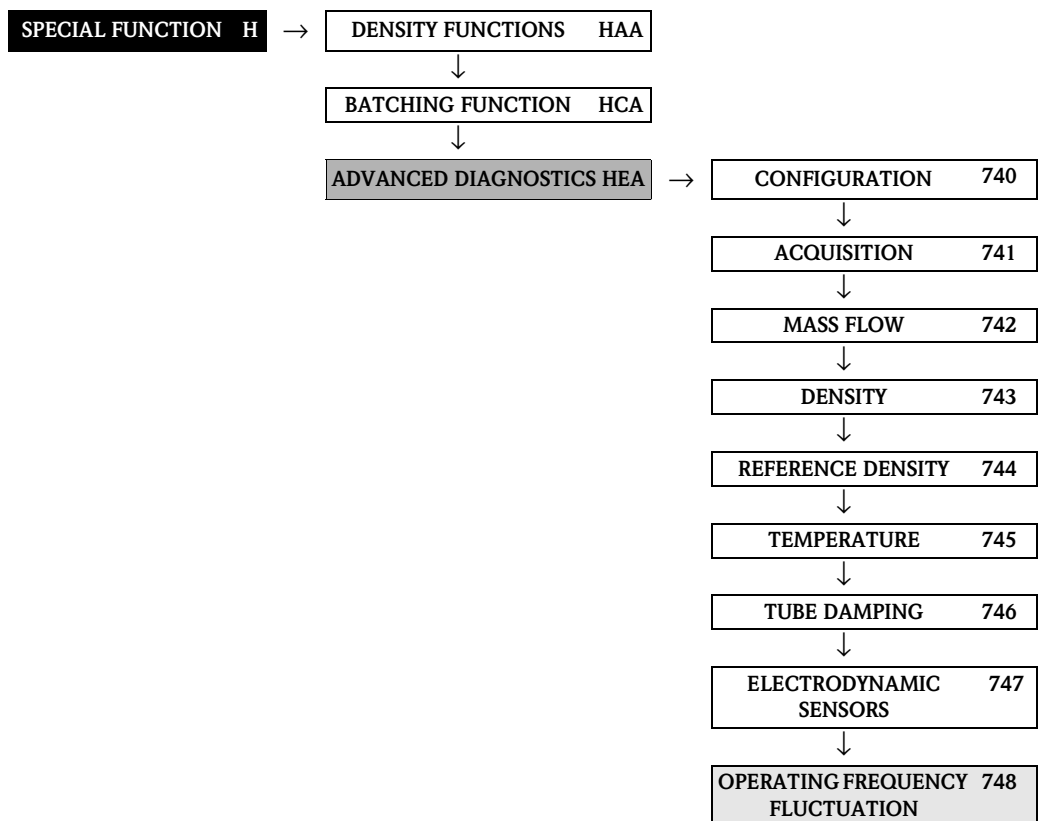 SPECIAL FUNCTION H → DENSITY FUNCTIONS HAA
↓
BATCHING FUNCTION HCA
↓
ADVANCED DIAGNOSTICS HEA → CONFIGURATION 740
↓
ACQUISITION 741
↓
MASS FLOW 742
↓
DENSITY 743
↓
REFERENCE DENSITY 744
↓
TEMPERATURE 745
↓
TUBE DAMPING 746
↓
ELECTRODYNAMIC 747
SENSORS
↓
OPERATING FREQUENCY 748
FLUCTUATION